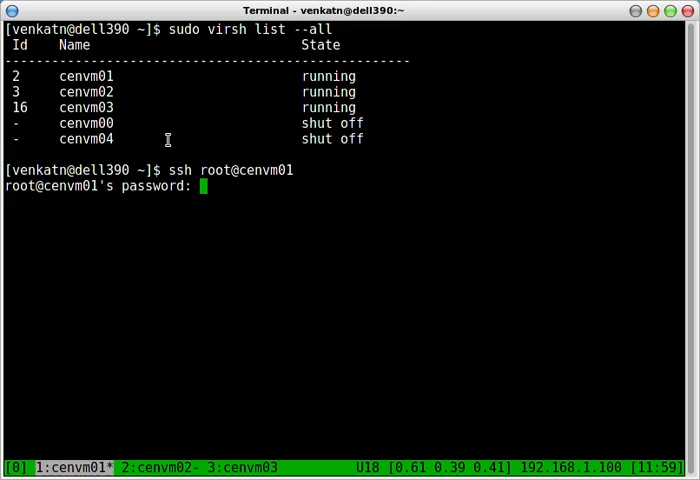 Terminal - venkatn@dell390:~
[venkatn@dell390 ~]$ sudo virsh list --all
Id Name State
----------------------------------------------------
2 cenvm01 running
3 cenvm02 running
16 cenvm03 running
- cenvm00 shut off
- cenvm04 shut off
[venkatn@dell390 ~]$ ssh root@cenvm01
root@cenvm01's password:
[0] 1:cenvm01* 2:cenvm02- 3:cenvm03 U18 [0.61 0.39 0.41] 192.168.1.100 [11:59]